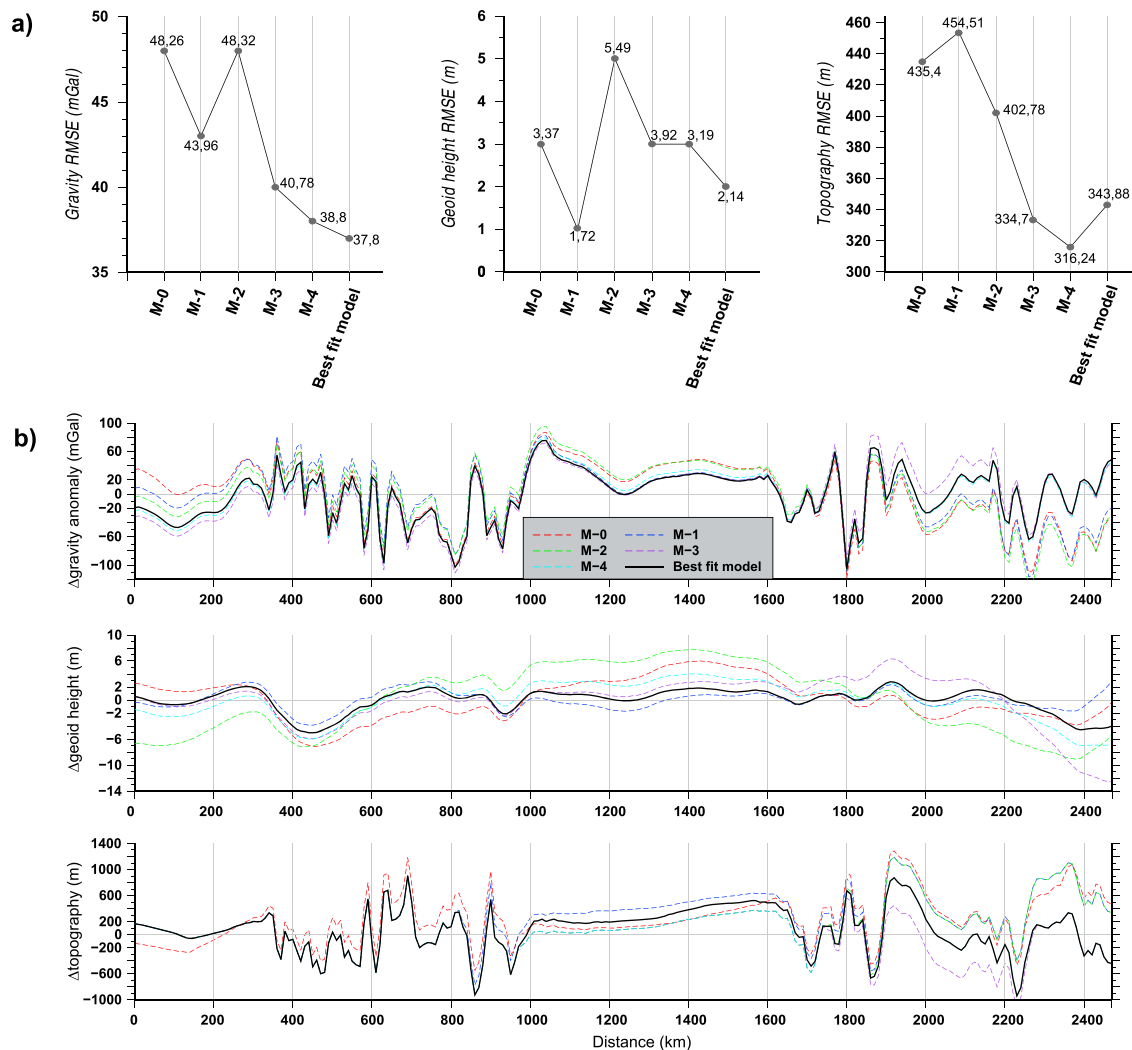 a)
Gravity RMSE (mGal)
50
45
40
35
48,26
43,96
48,32
40,78
38,8
37,8
M-0
M-1
M-2
M-3
M-4
Best fit model
Geoid height RMSE (m)
6
5
4
3
2
1
0
3,37
1,72
5,49
3,92
3,19
2,14
M-0
M-1
M-2
M-3
M-4
Best fit model
Topography RMSE (m)
460
440
420
400
380
360
340
320
300
435,4
454,51
402,78
334,7
316,24
343,88
M-0
M-1
M-2
M-3
M-4
Best fit model
b)
Δgravity anomaly (mGal)
100
60
20
0
−20
−60
−100
M−0
M−1
M−2
M−3
M−4
Best fit model
0 200 400 600 800 1000 1200 1400 1600 1800 2000 2200 2400
Δgeoid height (m)
10
6
2
0
−2
−6
−10
−14
0 200 400 600 800 1000 1200 1400 1600 1800 2000 2200 2400
Δtopography (m)
1400
1000
600
200
0
−200
−600
−1000
0 200 400 600 800 1000 1200 1400 1600 1800 2000 2200 2400
Distance (km)